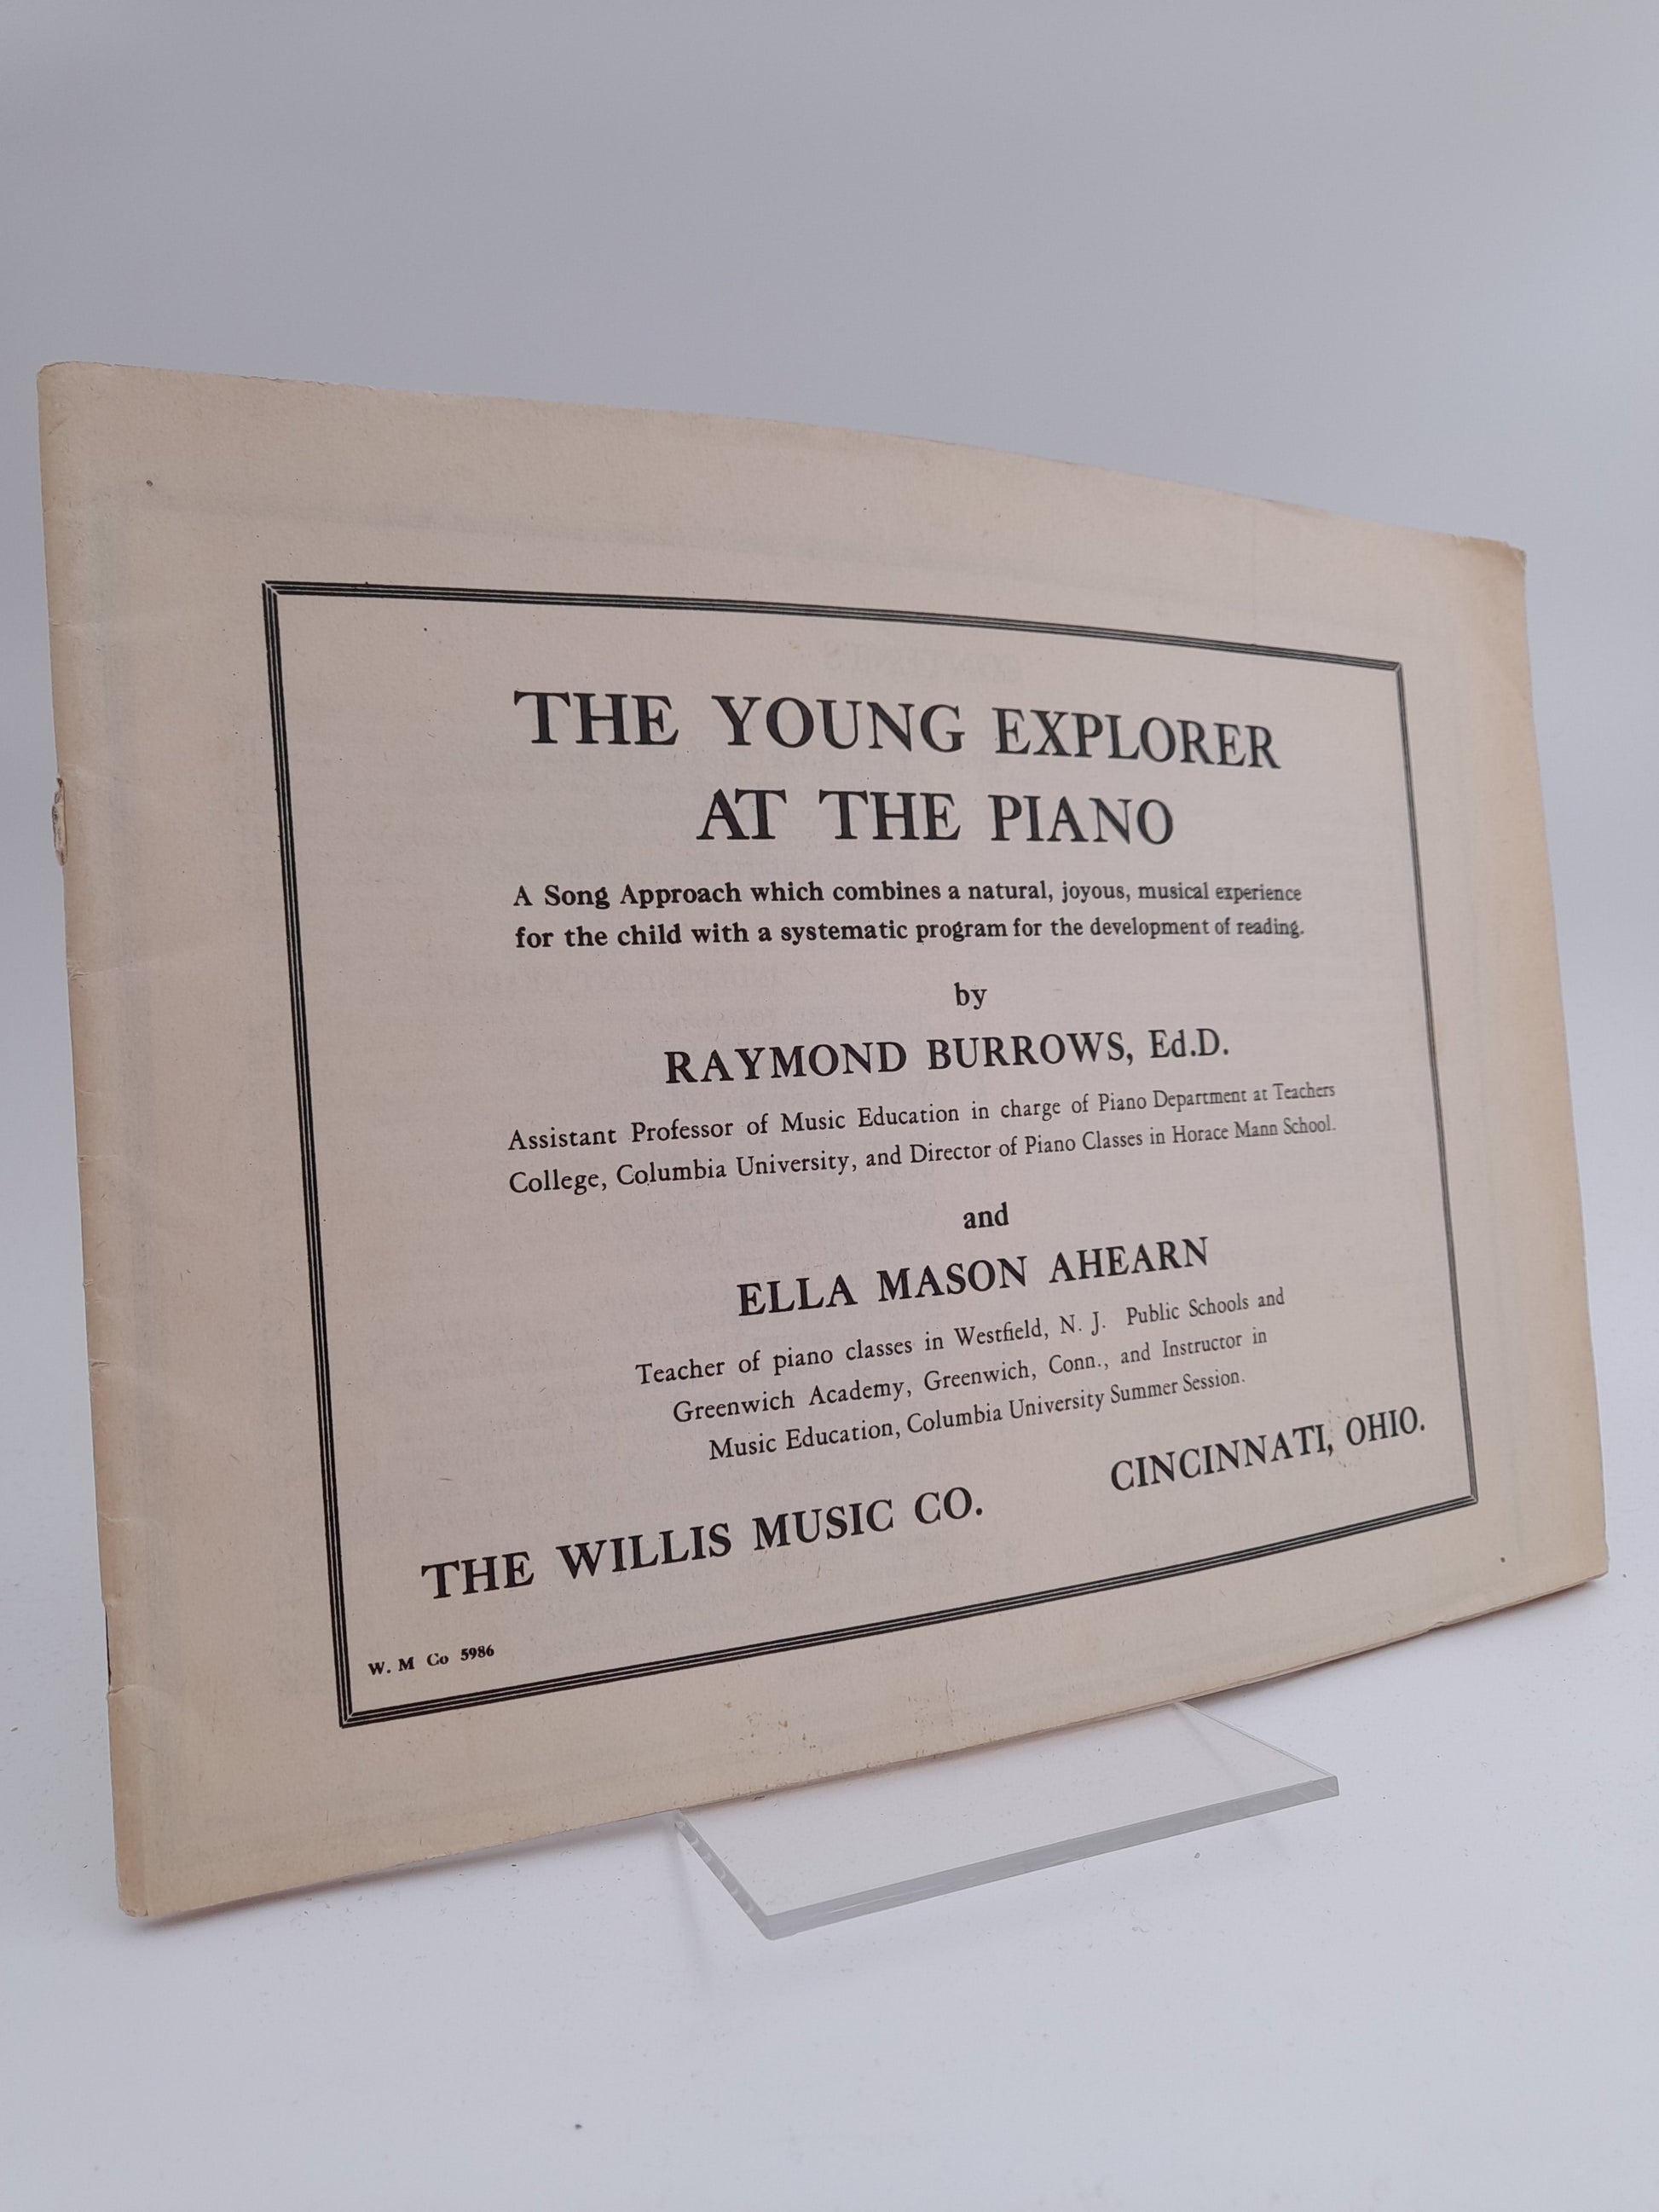 THE YOUNG EXPLORER
AT THE PIANO
A Song Approach which combines a natural, joyous, musical experience
for the child with a systematic program for the development of reading.
by
RAYMOND BURROWS, Ed.D.
Assistant Professor of Music Education in charge of Piano Department at Teachers
College, Columbia University, and Director of Piano Classes in Horace Mann School.
and
ELLA MASON AHEARN
Teacher of piano classes in Westfield, N. J. Public Schools and
Greenwich Academy, Greenwich, Conn., and Instructor in
Music Education, Columbia University Summer Session.
THE WILLIS MUSIC CO. CINCINNATI, OHIO.
W. M Co 5986